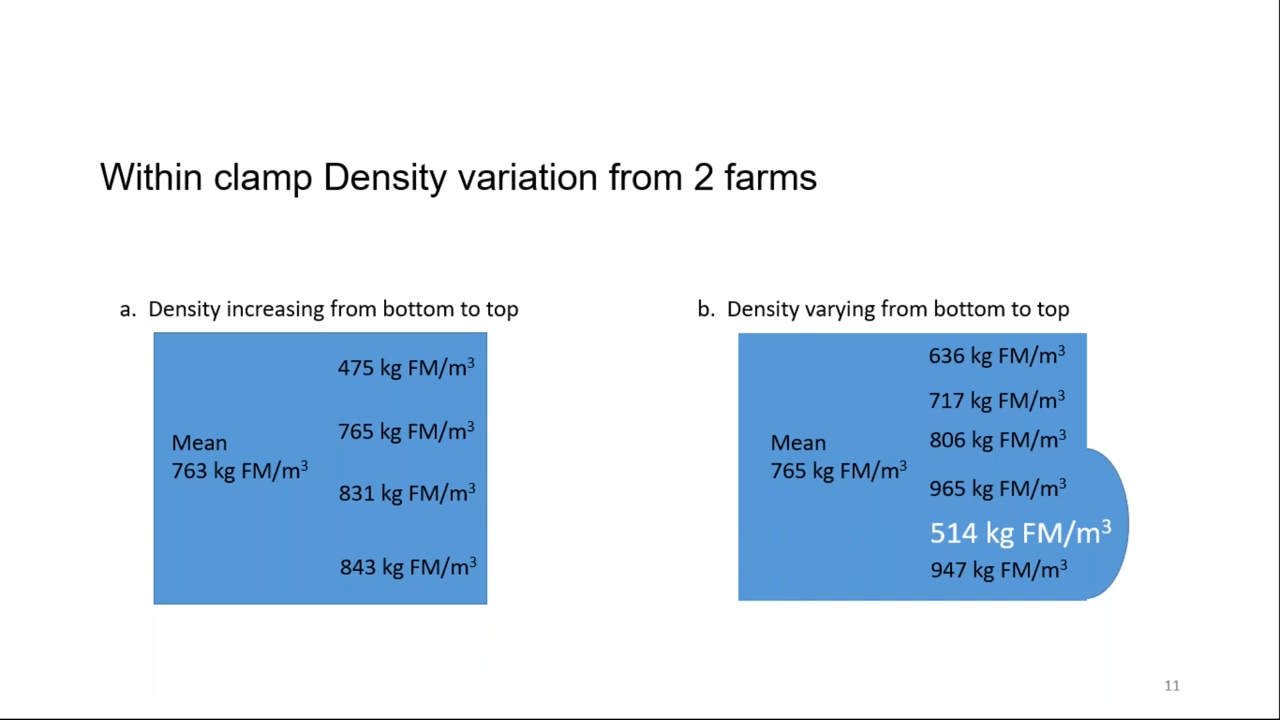 Within clamp Density variation from 2 farms
a. Density increasing from bottom to top
475 kg FM/m³
765 kg FM/m³
Mean
763 kg FM/m³
831 kg FM/m³
843 kg FM/m³
b. Density varying from bottom to top
636 kg FM/m³
717 kg FM/m³
806 kg FM/m³
Mean
765 kg FM/m³
965 kg FM/m³
514 kg FM/m³
947 kg FM/m³
11